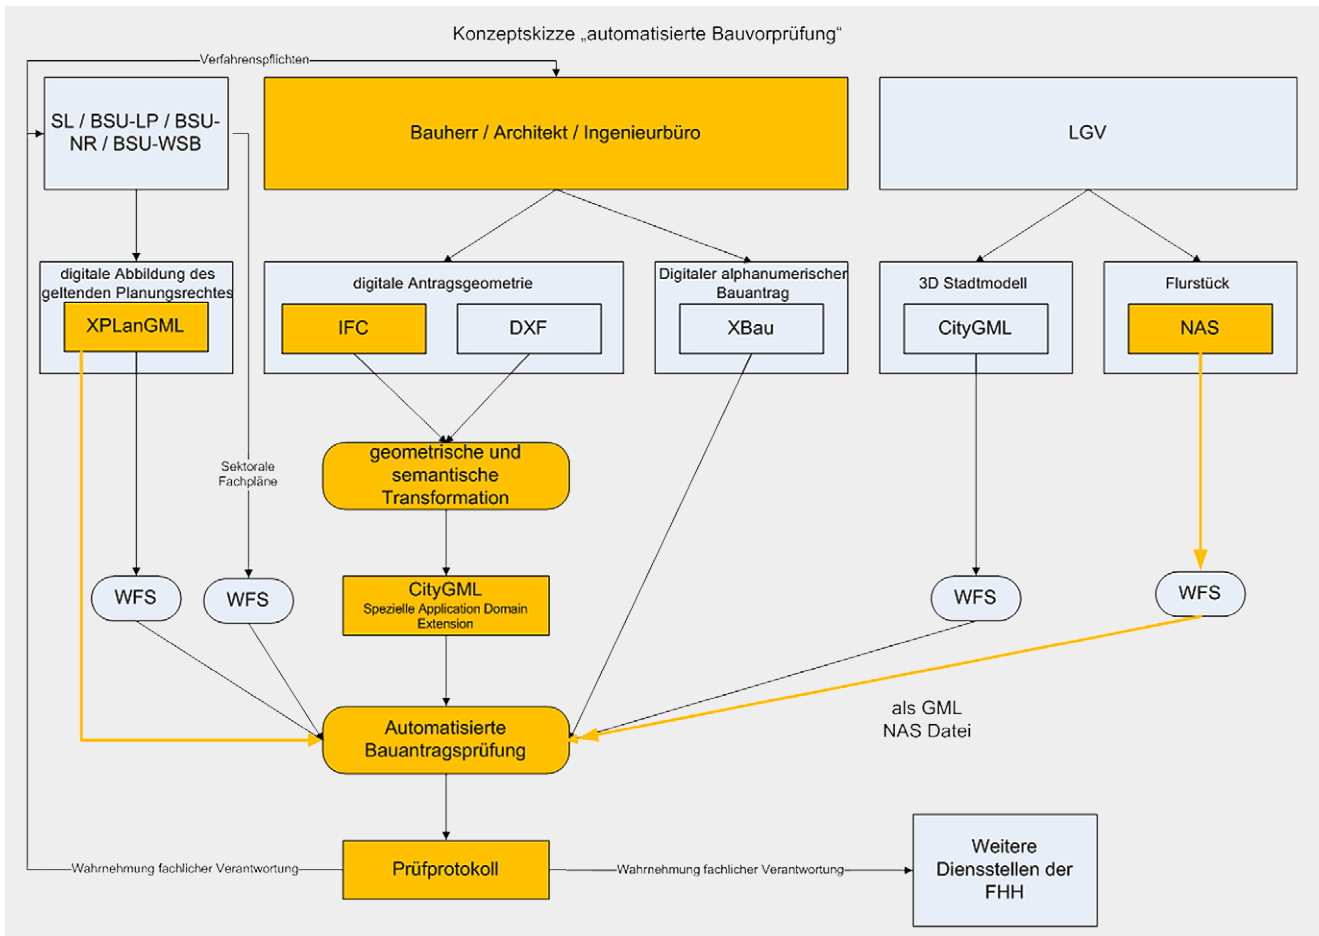 Konzeptskizze „automatisierte Bauvorprüfung“
Verfahrenspflichten
SL / BSU-LP / BSU-
NR / BSU-WSB
Bauherr / Architekt / Ingenieurbüro
LGV
digitale Abbildung des
geltenden Planungsrechtes
XPLanGML
digitale Antragsgeometrie
IFC
DXF
Digitaler alphanumerischer
Bauantrag
XBau
3D Stadtmodell
CityGML
Flurstück
NAS
geometrische und
semantische
Transformation
Sektorale
Fachpläne
WFS
WFS
CityGML
Spezielle Application Domain
Extension
WFS
WFS
als GML
NAS Datei
Automatisierte
Bauantragsprüfung
Wahrnehmung fachlicher Verantwortung
Prüfprotokoll
Wahrnehmung fachlicher Verantwortung
Weitere
Diensstellen der
FHH